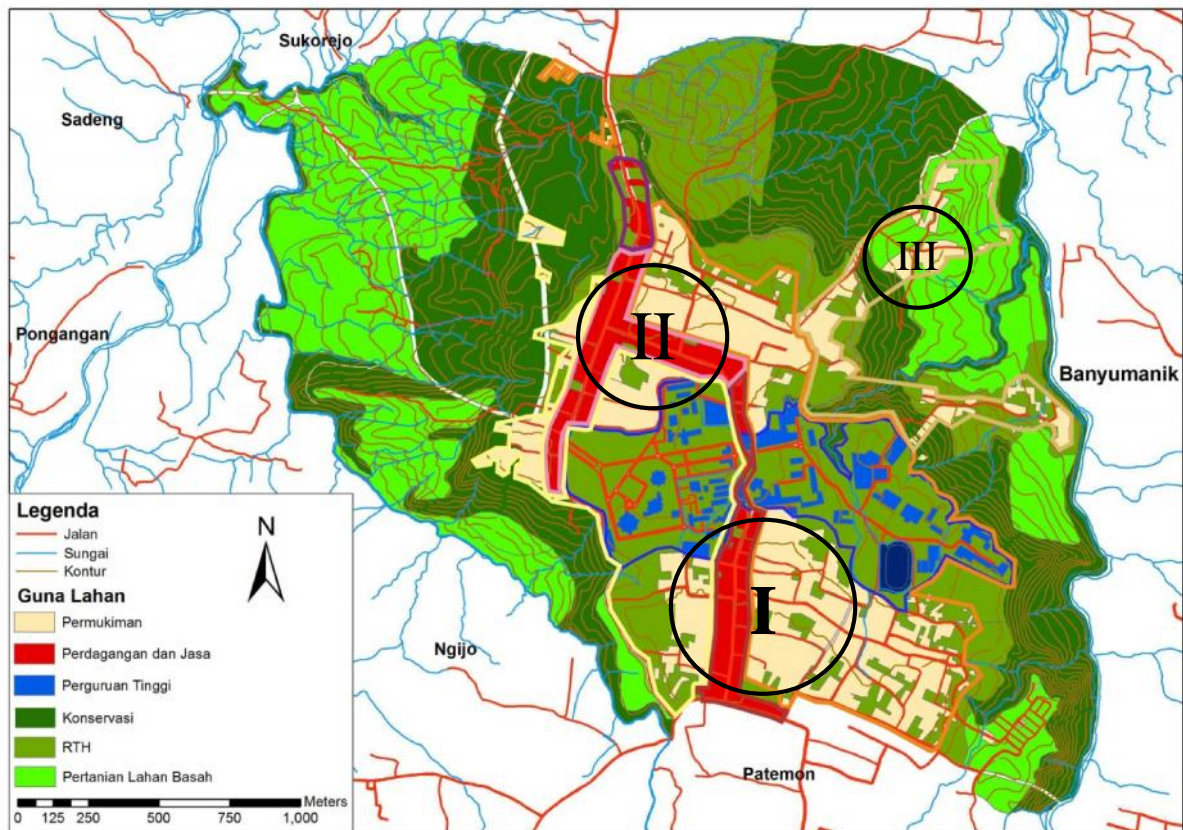 Sukorejo
Sadeng
III
Pongangan
II
Banyumanik
Legenda
Jalan
Sungai
Kontur
N
Guna Lahan
Permukiman
Perdagangan dan Jasa
Perguruan Tinggi
Konservasi
RTH
Pertanian Lahan Basah
I
Ngijo
Patemon
Meters
0 125 250 500 750 1,000